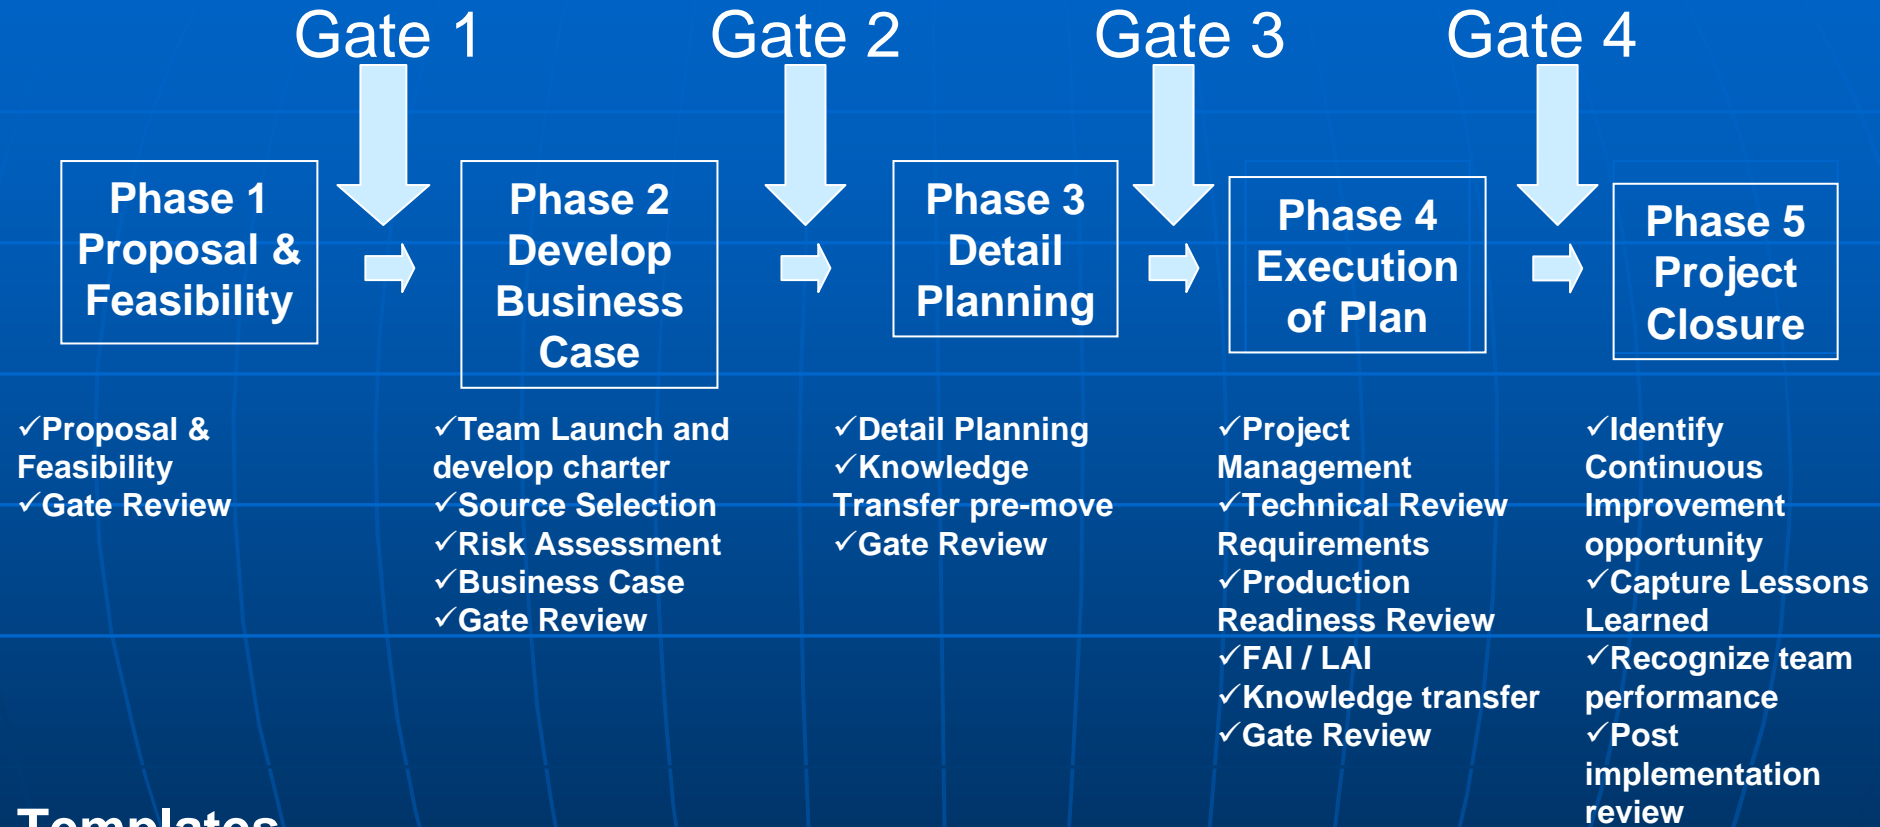 Gate 1
Gate 2
Gate 3
Gate 4
Phase 1
Proposal &
Feasibility
Phase 2
Develop
Business
Case
Phase 3
Detail
Planning
Phase 4
Execution
of Plan
Phase 5
Project
Closure
✓Proposal &
Feasibility
✓Gate Review
✓Team Launch and
develop charter
✓Source Selection
✓Risk Assessment
✓Business Case
✓Gate Review
✓Detail Planning
✓Knowledge
Transfer pre-move
✓Gate Review
✓Project
Management
✓Technical Review
Requirements
✓Production
Readiness Review
✓FAI / LAI
✓Knowledge transfer
✓Gate Review
✓Identify
Continuous
Improvement
opportunity
✓Capture Lessons
Learned
✓Recognize team
performance
✓Post
implementation
review
Templates